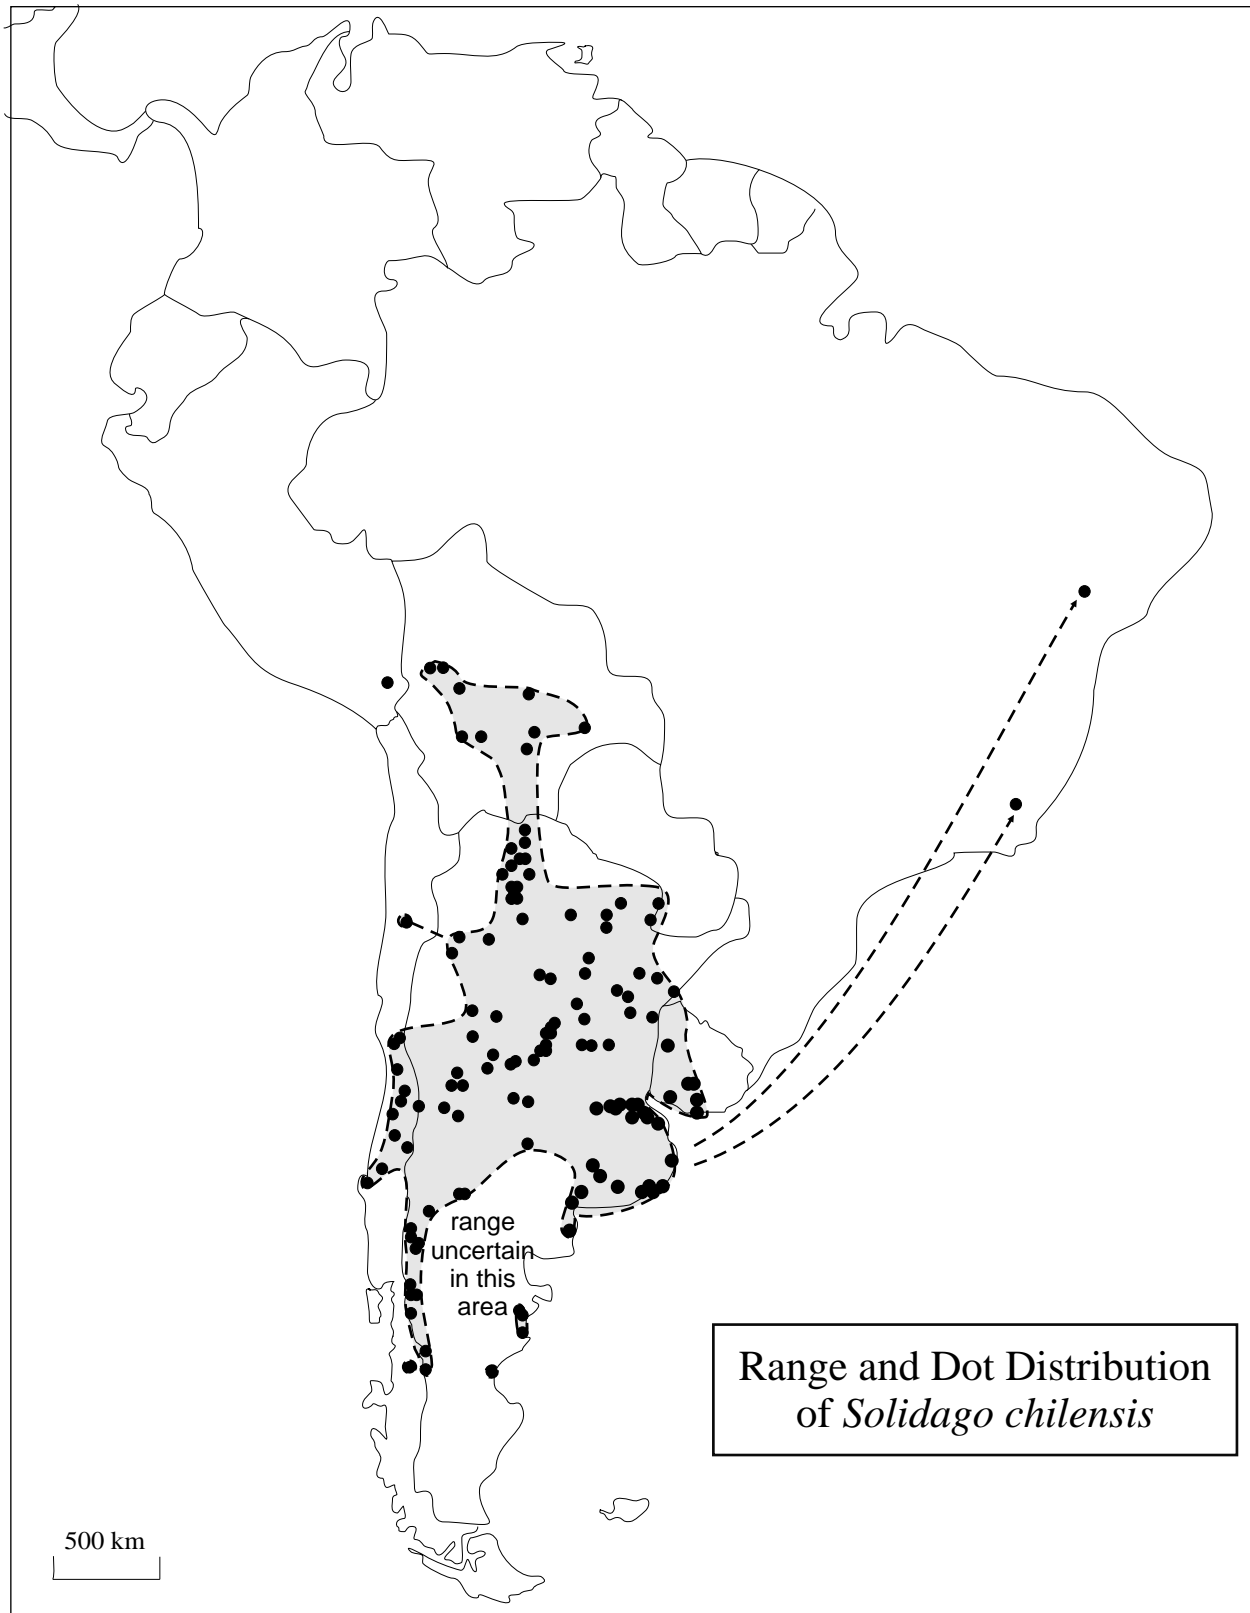 range
uncertain
in this
area
Range and Dot Distribution
of Solidago chilensis
500 km